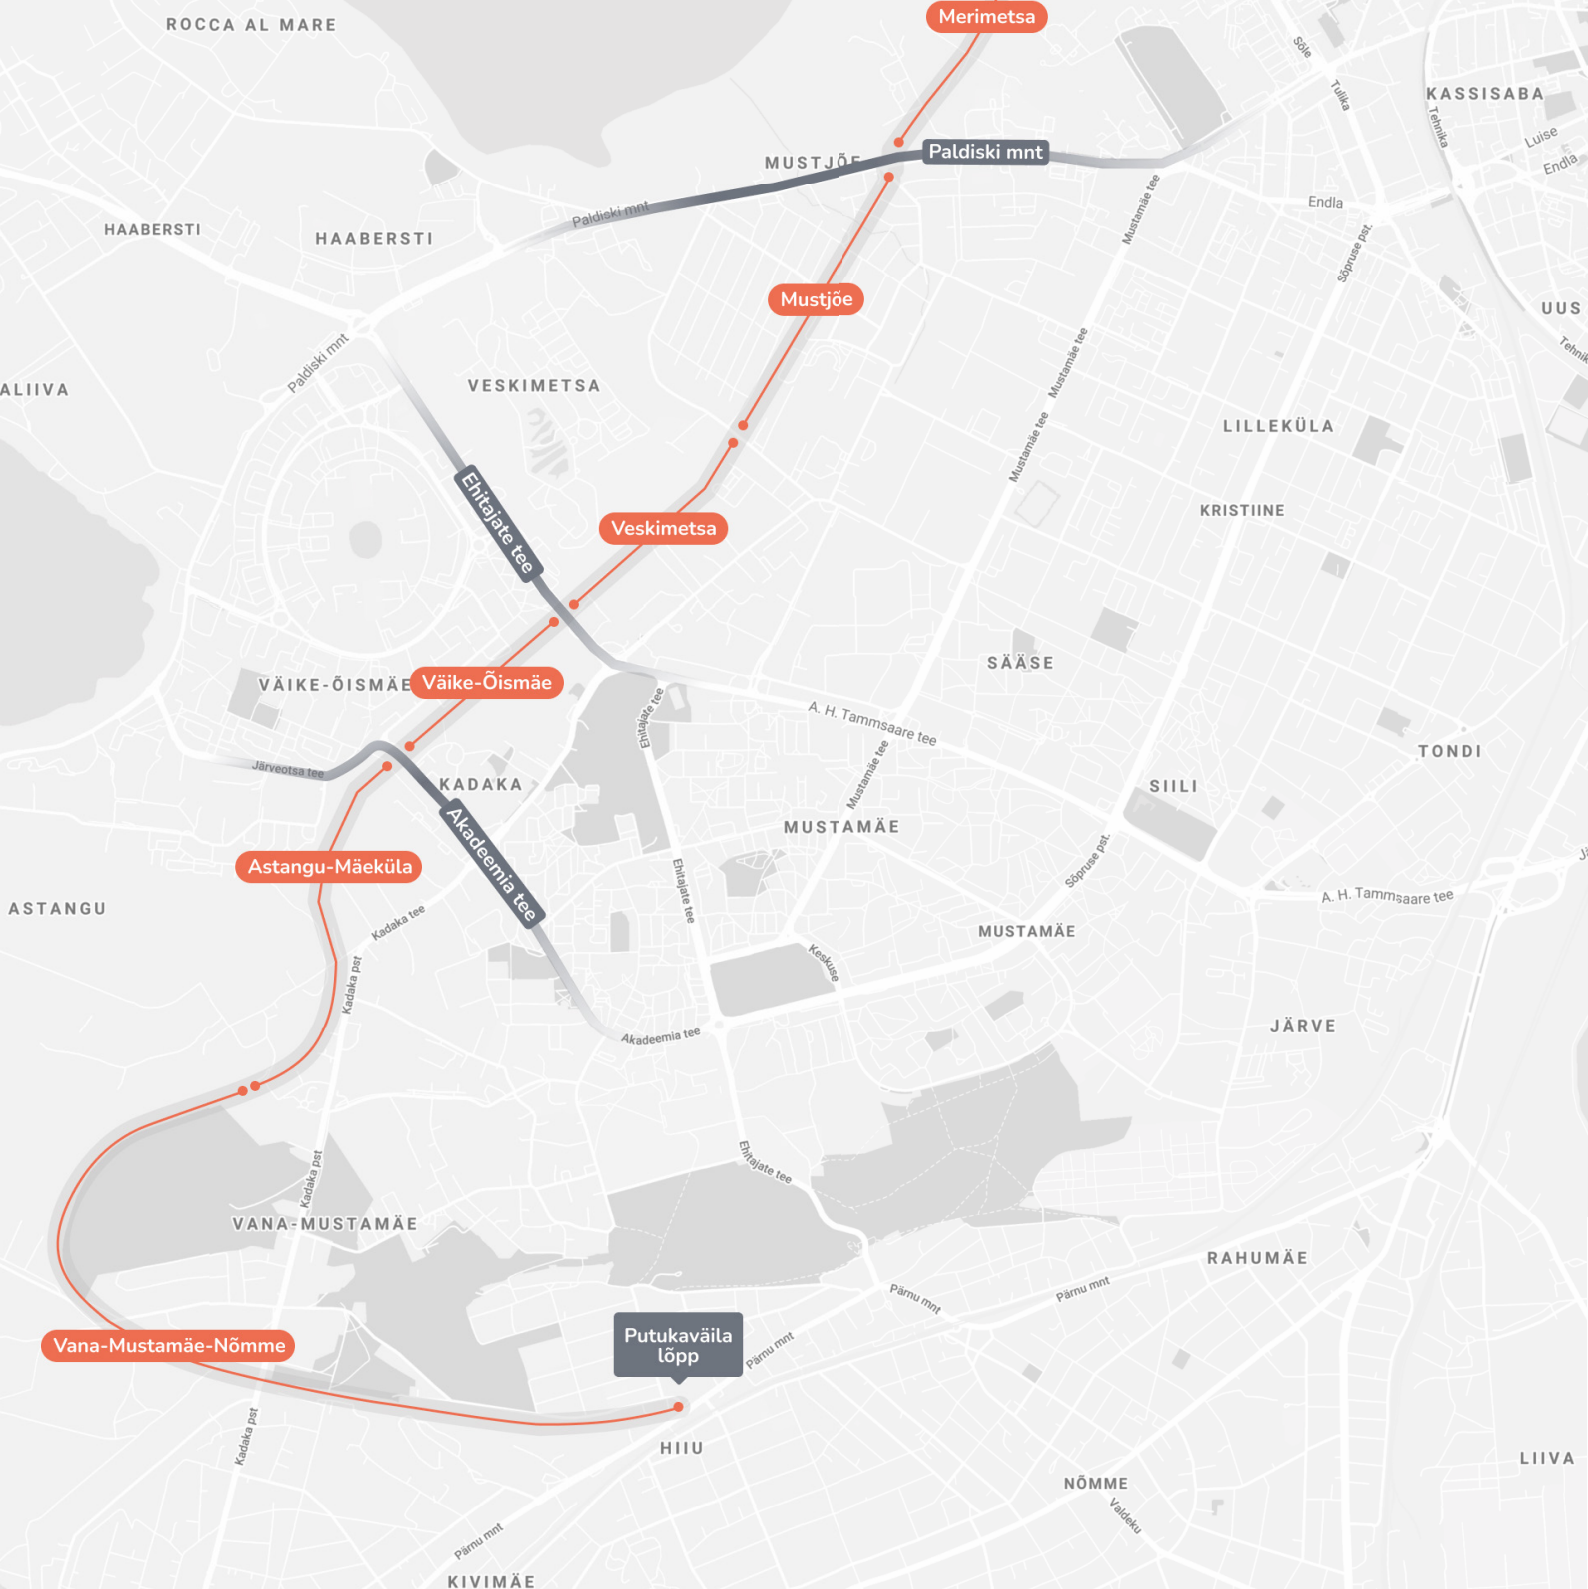 Merimetsa
ROCCA AL MARE
Söle
Tulika
KASSISABA
Tehnika
Luise
Endla
MUSTJÕE
Paldiski mnt
Paldiski mnt
Mustamäe tee
Endla
Sõpruse pst.
HAABERSTI
HAABERSTI
Mustjõe
UUS
Paldiski mnt
Mustamäe tee
VESKIMETSA
ALIIVA
Mustamäe tee
LILLEKÜLA
Ehitajate tee
Veskimetsa
KRISTIINE
SÄÄSE
VÄIKE-ÕISMÄE
Väike-Õismäe
Ehitajate tee
A. H. Tammsaare tee
TONDI
Järveotsa tee
Mustamäe tee
KADAKA
SIILI
MUSTAMÄE
Akadeemia tee
Astangu-Mäeküla
Sõpruse pst.
Ehitajate tee
A. H. Tammsaare tee
ASTANGU
Kadaka tee
MUSTAMÄE
Keskuse
Kadaka pst
Akadeemia tee
JÄRVE
Ehitajate tee
Kadaka pst
VANA-MUSTAMÄE
RAHUMÄE
Pärnu mnt
Pärnu mnt
Putukaväila
lõpp
Pärnu mnt
Vana-Mustamäe-Nõmme
Kadaka pst
HIIU
LIIVA
NÕMME
Valdeku
Pärnu mnt
KIVIMÄE